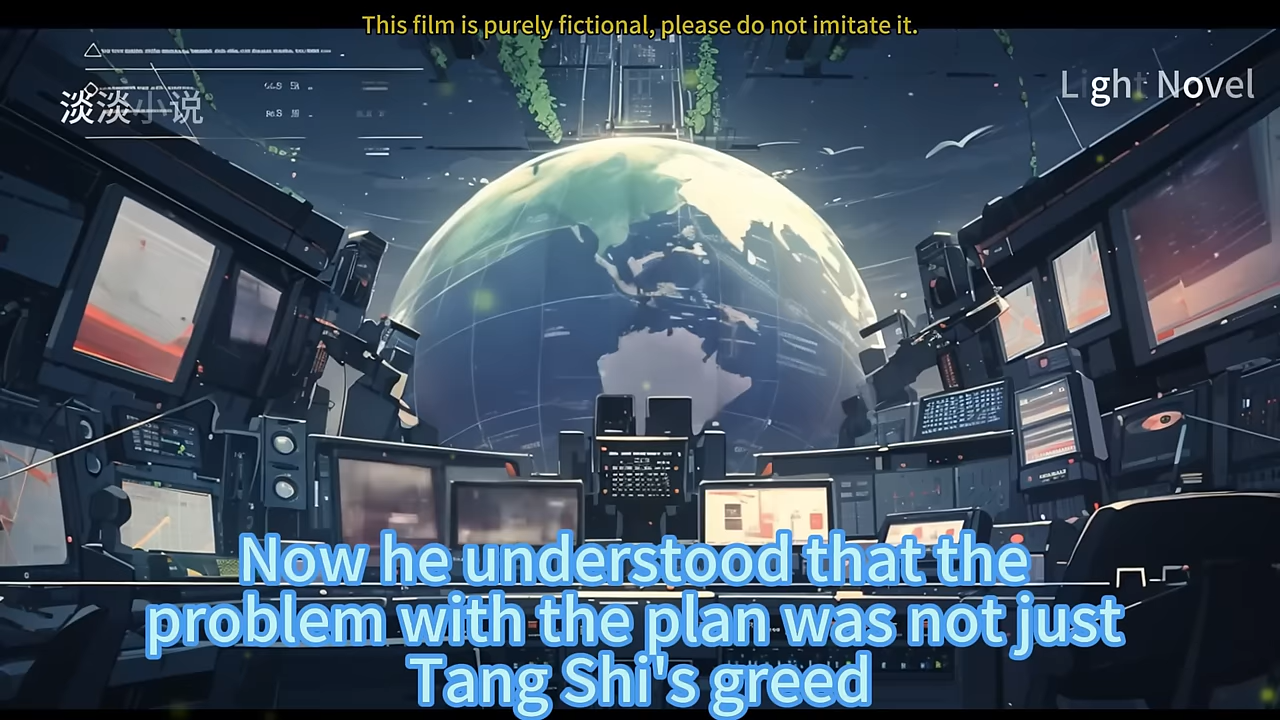 This film is purely fictional, please do not imitate it.
淡淡小说
Light Novel
Now he understood that the
problem with the plan was not just
Tang Shi's greed